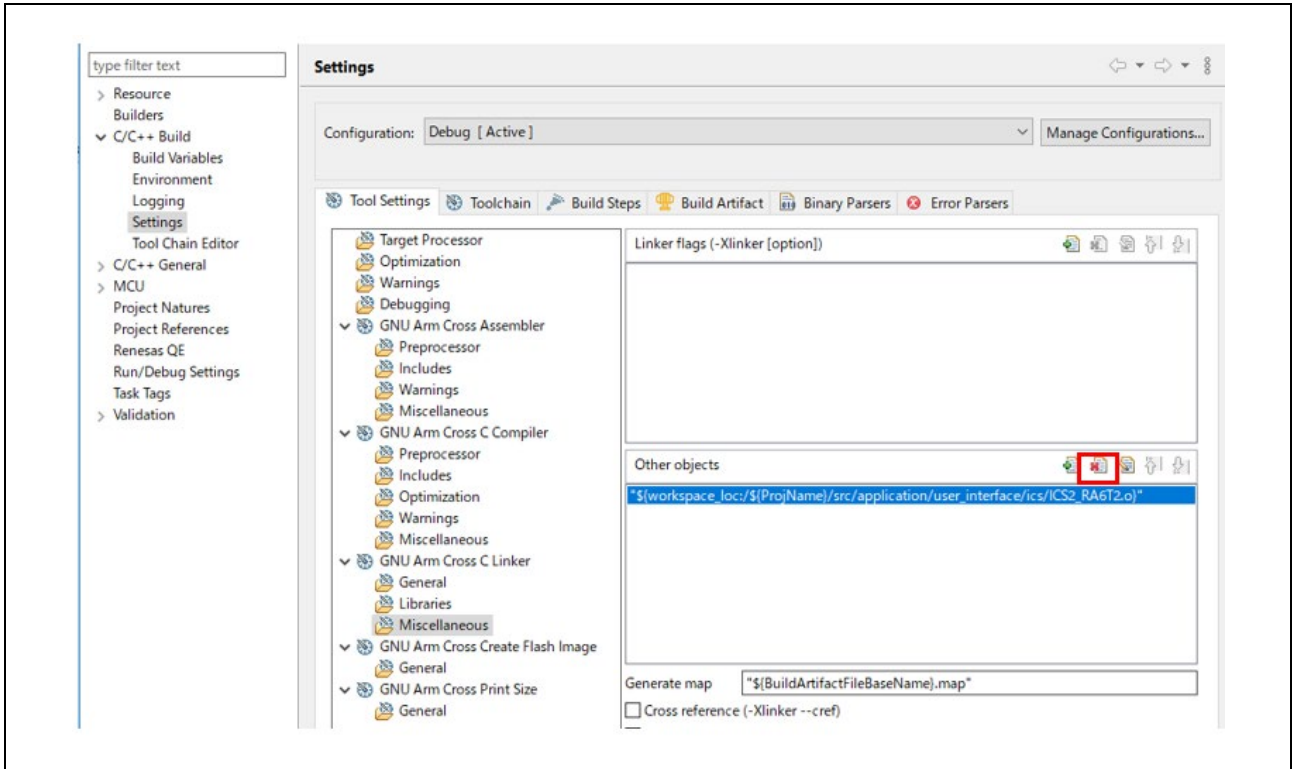 type filter text
Resource
Builders
C/C++ Build
Build Variables
Environment
Logging
Settings
Tool Chain Editor
C/C++ General
MCU
Project Natures
Project References
Renesas QE
Run/Debug Settings
Task Tags
Validation
Settings
Configuration: Debug [ Active ] Manage Configurations...
Tool Settings Toolchain Build Steps Build Artifact Binary Parsers Error Parsers
Target Processor
Optimization
Warnings
Debugging
GNU Arm Cross Assembler
Preprocessor
Includes
Warnings
Miscellaneous
GNU Arm Cross C Compiler
Preprocessor
Includes
Optimization
Warnings
Miscellaneous
GNU Arm Cross C Linker
General
Libraries
Miscellaneous
GNU Arm Cross Create Flash Image
General
GNU Arm Cross Print Size
General
Linker flags (-Xlinker [option])
Other objects
"${workspace_loc:/${ProjName}/src/application/user_interface/ics/ICS2_RA6T2.o}"
Generate map "${BuildArtifactFileBaseName}.map"
Cross reference (-Xlinker --cref)